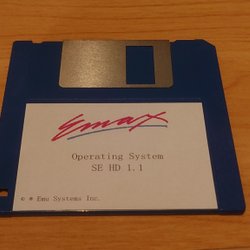 Emax
Operating System
SE HD 1.1
© ® Emu Systems Inc.